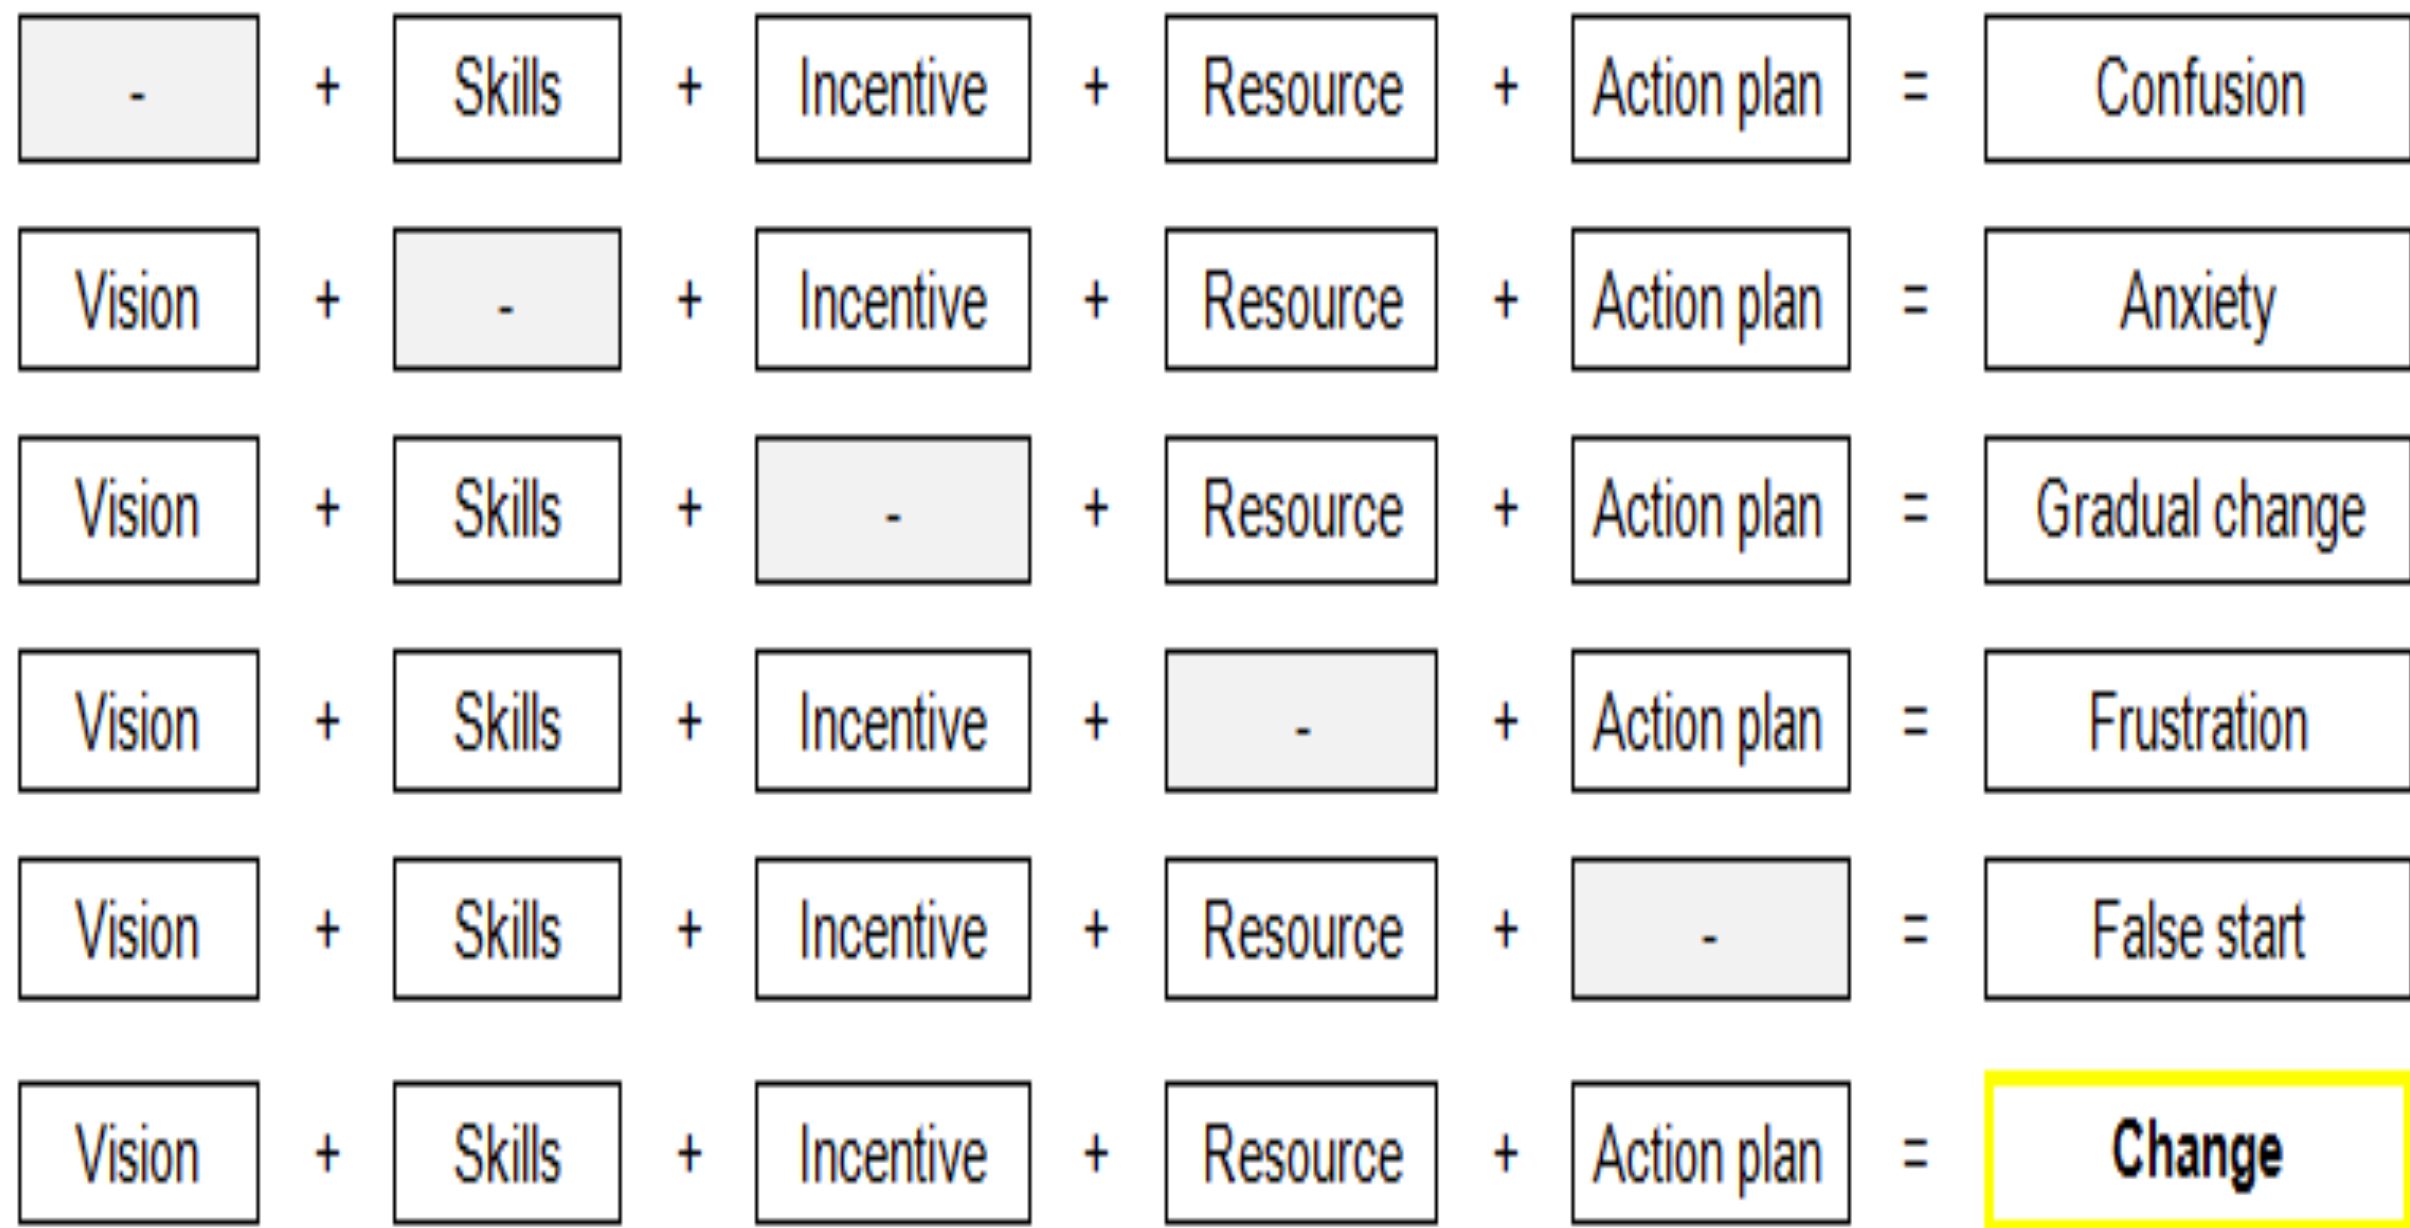 - + Skills + Incentive + Resource + Action plan = Confusion
Vision + - + Incentive + Resource + Action plan = Anxiety
Vision + Skills + - + Resource + Action plan = Gradual change
Vision + Skills + Incentive + - + Action plan = Frustration
Vision + Skills + Incentive + Resource + - = False start
Vision + Skills + Incentive + Resource + Action plan = Change